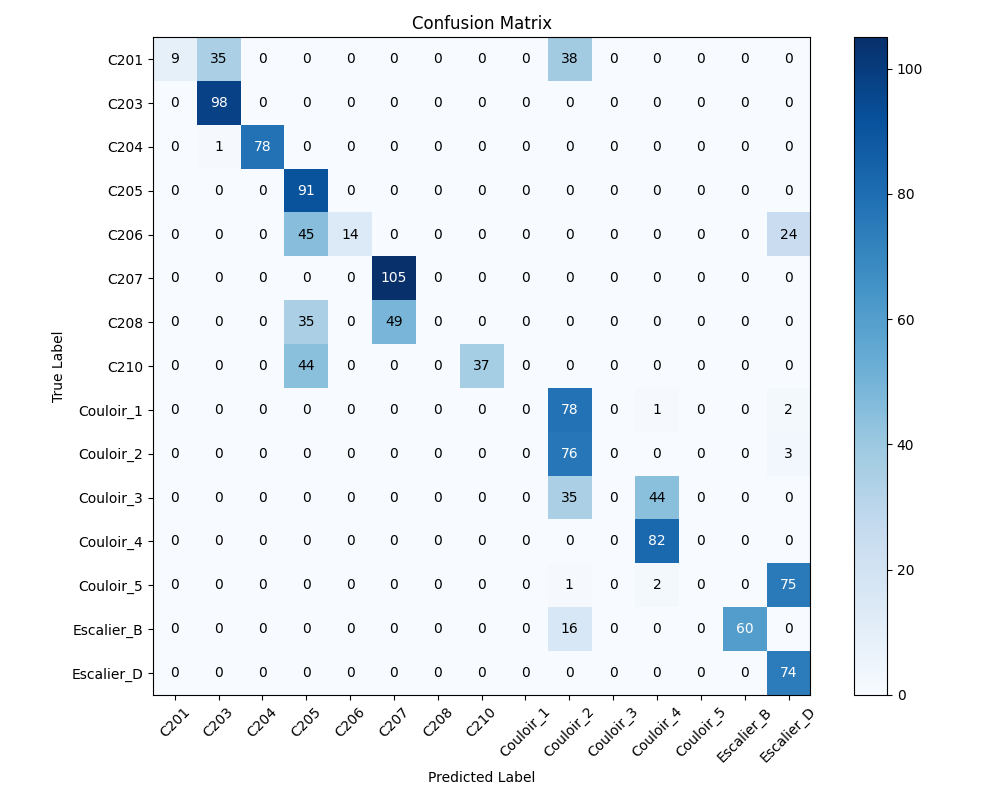 Confusion Matrix
True Label
C201 9 35 0 0 0 0 0 0 0 38 0 0 0 0 0
C203 0 98 0 0 0 0 0 0 0 0 0 0 0 0 0
C204 0 1 78 0 0 0 0 0 0 0 0 0 0 0 0
C205 0 0 0 91 0 0 0 0 0 0 0 0 0 0 0
C206 0 0 0 45 14 0 0 0 0 0 0 0 0 0 24
C207 0 0 0 0 0 105 0 0 0 0 0 0 0 0 0
C208 0 0 0 35 0 49 0 0 0 0 0 0 0 0 0
C210 0 0 0 44 0 0 0 37 0 0 0 0 0 0 0
Couloir_1 0 0 0 0 0 0 0 0 0 78 0 1 0 0 2
Couloir_2 0 0 0 0 0 0 0 0 0 76 0 0 0 0 3
Couloir_3 0 0 0 0 0 0 0 0 0 35 0 44 0 0 0
Couloir_4 0 0 0 0 0 0 0 0 0 0 0 82 0 0 0
Couloir_5 0 0 0 0 0 0 0 0 0 1 0 2 0 0 75
Escalier_B 0 0 0 0 0 0 0 0 0 16 0 0 0 60 0
Escalier_D 0 0 0 0 0 0 0 0 0 0 0 0 0 0 74
C201 C203 C204 C205 C206 C207 C208 C210 Couloir_1 Couloir_2 Couloir_3 Couloir_4 Couloir_5 Escalier_B Escalier_D
Predicted Label
100
80
60
40
20
0